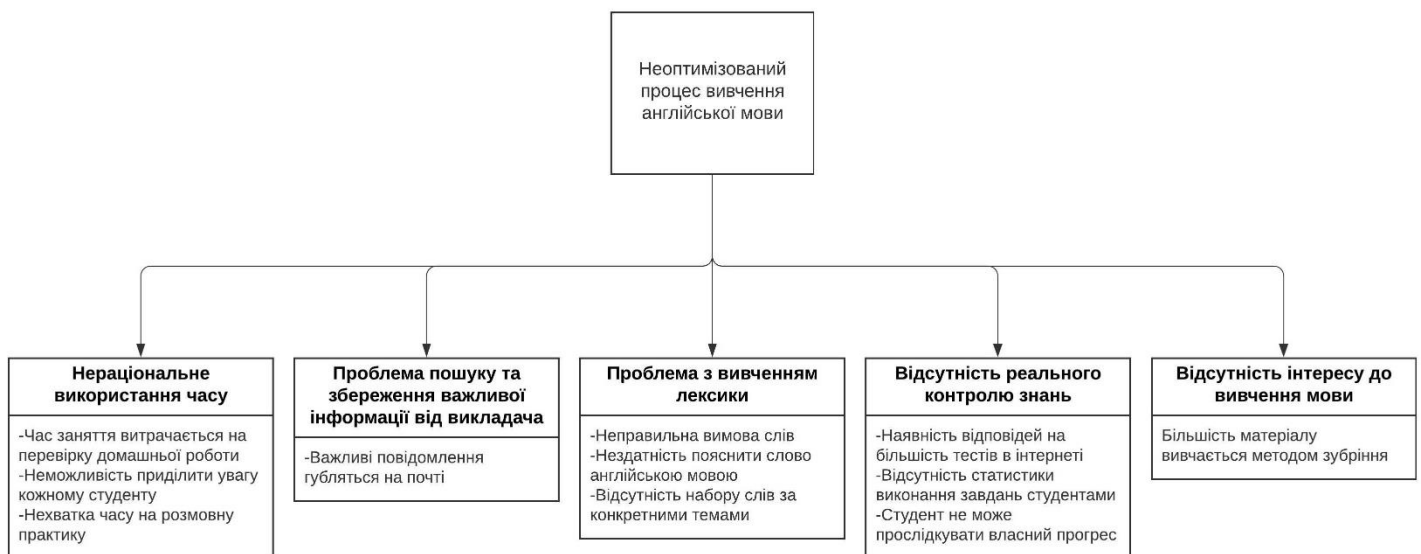 Неоптимізований
процес вивчення
англійської мови
Нераціональне
використання часу
-Час заняття витрачається на
перевірку домашньої роботи
-Неможливість приділити увагу
кожному студенту
-Нехватка часу на розмовну
практику
Проблема пошуку та
збереження важливої
інформації від викладача
-Важливі повідомлення
губляться на почті
Проблема з вивченням
лексики
-Неправильна вимова слів
-Нездатність пояснити слово
англійською мовою
-Відсутність набору слів за
конкретними темами
Відсутність реального
контролю знань
-Наявність відповідей на
більшість тестів в інтернеті
-Відсутність статистики
виконання завдань студентами
-Студент не може
прослідкувати власний прогрес
Відсутність інтересу до
вивчення мови
Більшість матеріалу
вивчається методом зубріння